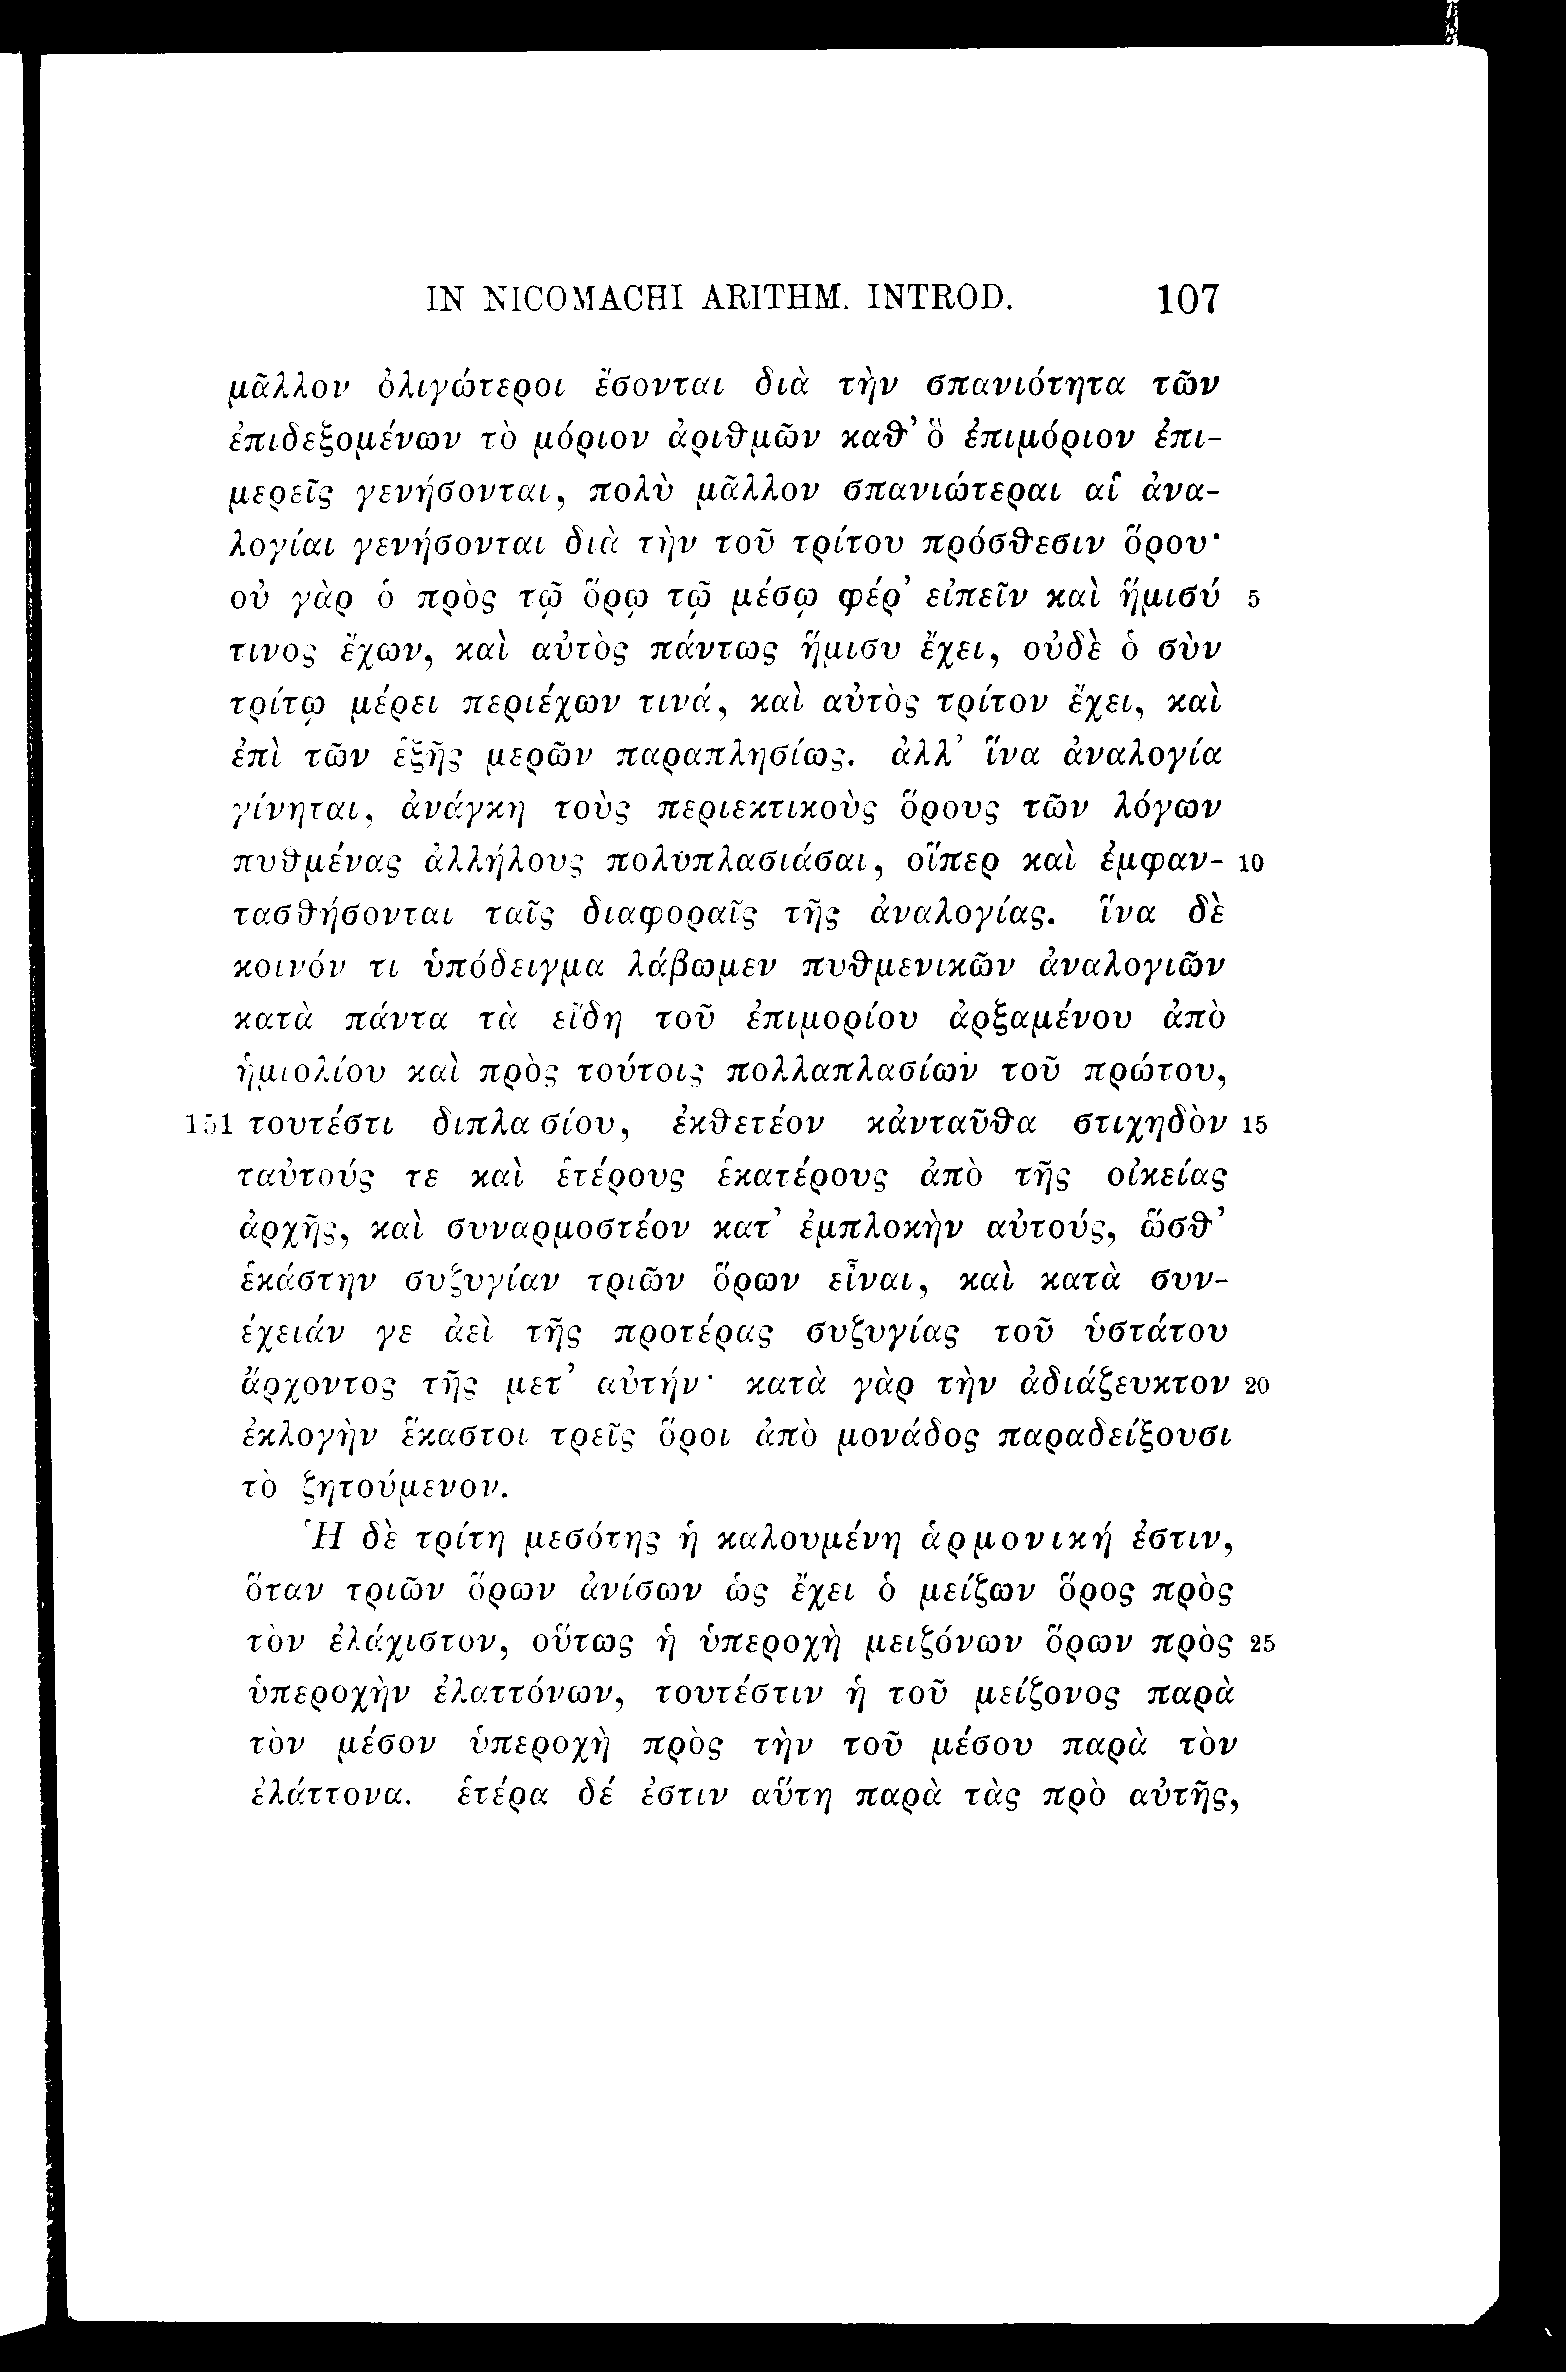 IN NICOMACHI ARITHM. INTROD. 107
μᾶλλον ὀλιγώτεροι ἔσονται διὰ τὴν σπανιότητα τῶν
ἐπιδεξομένων τὸ μόριον ἀριθμῶν καθ' ὃ ἐπιμόριον ἐπι-
μερεῖς γενήσονται, πολὺ μᾶλλον σπανιώτεραι αἱ ἀνα-
λογίαι γενήσονται διὰ τὴν τοῦ τρίτου πρόσθεσιν ὅρου·
οὐ γὰρ ὁ πρὸς τῷ ὅρῳ τῷ μέσῳ φέρ' εἰπεῖν καὶ ἥμισύ 5
τινος ἔχων, καὶ αὐτὸς πάντως ἥμισυ ἔχει, οὐδὲ ὁ σὺν
τρίτῳ μέρει περιέχων τινά, καὶ αὐτὸς τρίτον ἔχει, καὶ
ἐπὶ τῶν ἑξῆς μερῶν παραπλησίως. ἀλλ' ἵνα ἀναλογία
γίνηται, ἀνάγκη τοὺς περιεκτικοὺς ὅρους τῶν λόγων
πυθμένας ἀλλήλους πολυπλασιάσαι, οἵπερ καὶ ἐμφαν- 10
τασθήσονται ταῖς διαφοραῖς τῆς ἀναλογίας. ἵνα δὲ
κοινόν τι ὑπόδειγμα λάβωμεν πυθμενικῶν ἀναλογιῶν
κατὰ πάντα τὰ εἴδη τοῦ ἐπιμορίου ἀρξαμένου ἀπὸ
ἡμιολίου καὶ πρὸς τούτοις πολλαπλασίων τοῦ πρώτου,
151 τουτέστι διπλασίου, ἐκθετέον κἀνταῦθα στιχηδὸν 15
ταὐτούς τε καὶ ἑτέρους ἑκατέρους ἀπὸ τῆς οἰκείας
ἀρχῆς, καὶ συναρμοστέον κατ' ἐμπλοκὴν αὐτούς, ὥσθ'
ἑκάστην συζυγίαν τριῶν ὅρων εἶναι, καὶ κατὰ συν-
έχειάν γε ἀεὶ τῆς προτέρας συζυγίας τοῦ ὑστάτου
ἄρχοντος τῆς μετ' αὐτήν· κατὰ γὰρ τὴν ἀδιάζευκτον 20
ἐκλογὴν ἕκαστοι τρεῖς ὅροι ἀπὸ μονάδος παραδείξουσι
τὸ ζητούμενον.
Ἡ δὲ τρίτη μεσότης ἡ καλουμένη ἁρμονική ἐστιν,
ὅταν τριῶν ὅρων ἀνίσων ὡς ἔχει ὁ μείζων ὅρος πρὸς
τὸν ἐλάχιστον, οὕτως ἡ ὑπεροχὴ μειζόνων ὅρων πρὸς 25
ὑπεροχὴν ἐλαττόνων, τουτέστιν ἡ τοῦ μείζονος παρὰ
τὸν μέσον ὑπεροχὴ πρὸς τὴν τοῦ μέσου παρὰ τὸν
ἐλάττονα. ἑτέρα δέ ἐστιν αὕτη παρὰ τὰς πρὸ αὐτῆς,